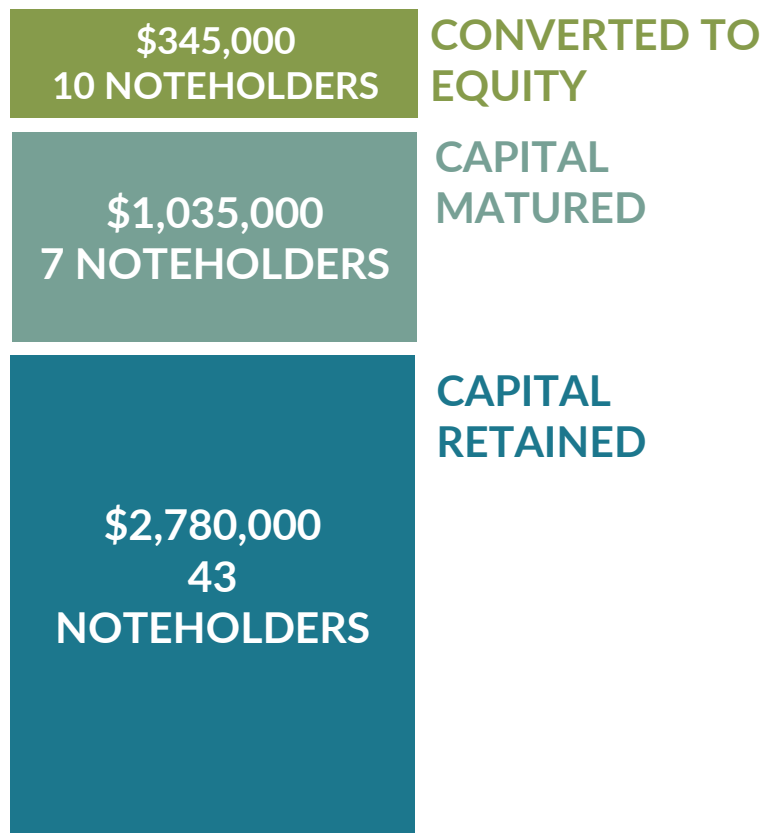 $345,000
10 NOTEHOLDERS
CONVERTED TO
EQUITY
$1,035,000
7 NOTEHOLDERS
CAPITAL
MATURED
$2,780,000
43
NOTEHOLDERS
CAPITAL
RETAINED